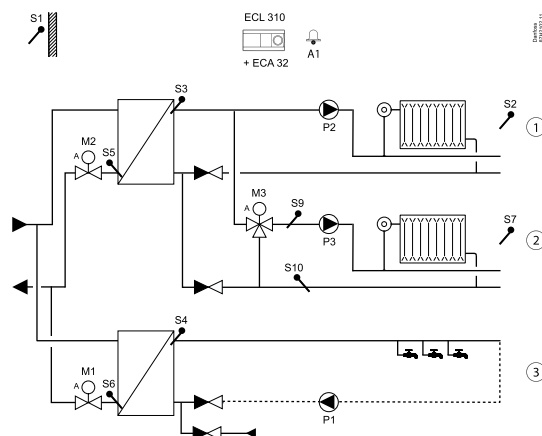 S1
ECL 310
+ ECA 32
A1
Danfoss
S3
P2
S2
1
M2
A
S5
M3
A
S9
P3
S7
2
S10
S4
M1
A
S6
P1
3